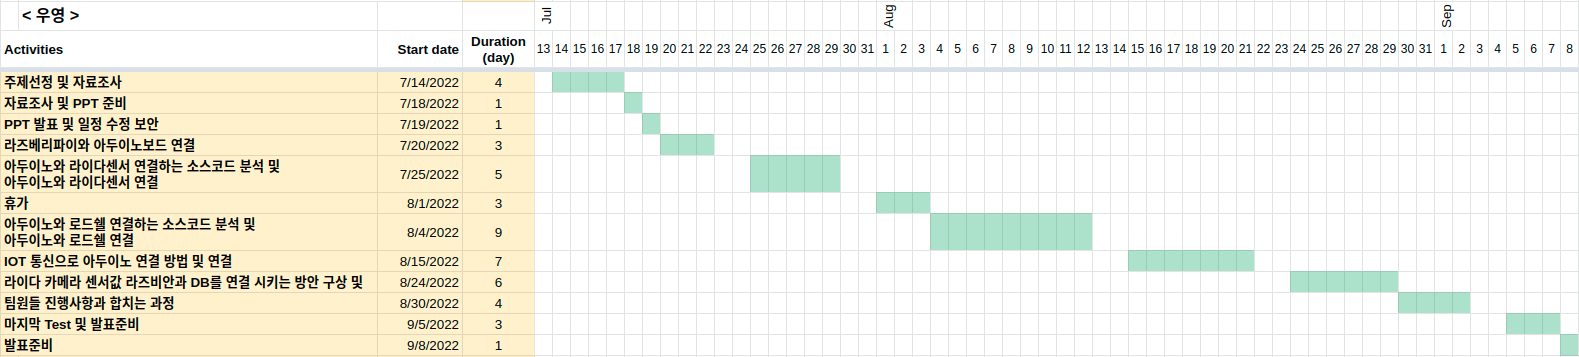 < 우영 > Jul Aug Sep
Activities Start date Duration (day) 13 14 15 16 17 18 19 20 21 22 23 24 25 26 27 28 29 30 31 1 2 3 4 5 6 7 8 9 10 11 12 13 14 15 16 17 18 19 20 21 22 23 24 25 26 27 28 29 30 31 1 2 3 4 5 6 7 8
주제선정 및 자료조사 7/14/2022 4
자료조사 및 PPT 준비 7/18/2022 1
PPT 발표 및 일정 수정 보안 7/19/2022 1
라즈베리파이와 아두이노보드 연결 7/20/2022 3
아두이노와 라이다센서 연결하는 소스코드 분석 및
아두이노와 라이다센서 연결 7/25/2022 5
휴가 8/1/2022 3
아두이노와 로드쉘 연결하는 소스코드 분석 및
아두이노와 로드쉘 연결 8/4/2022 9
IOT 통신으로 아두이노 연결 방법 및 연결 8/15/2022 7
라이다 카메라 센서값 라즈비안과 DB를 연결 시키는 방안 구상 및 8/24/2022 6
팀원들 진행사항과 합치는 과정 8/30/2022 4
마지막 Test 및 발표준비 9/5/2022 3
발표준비 9/8/2022 1